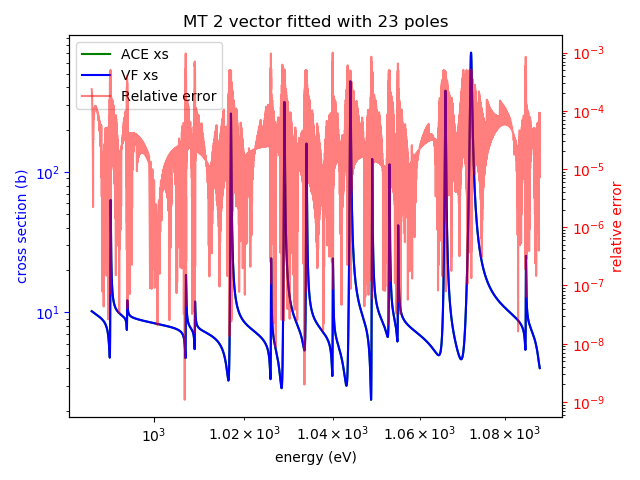 MT 2 vector fitted with 23 poles
ACE xs
VF xs
Relative error
10²
10¹
cross section (b)
10⁻³
10⁻⁴
10⁻⁵
10⁻⁶
10⁻⁷
10⁻⁸
10⁻⁹
relative error
10³
1.02 × 10³
1.04 × 10³
1.06 × 10³
1.08 × 10³
energy (eV)